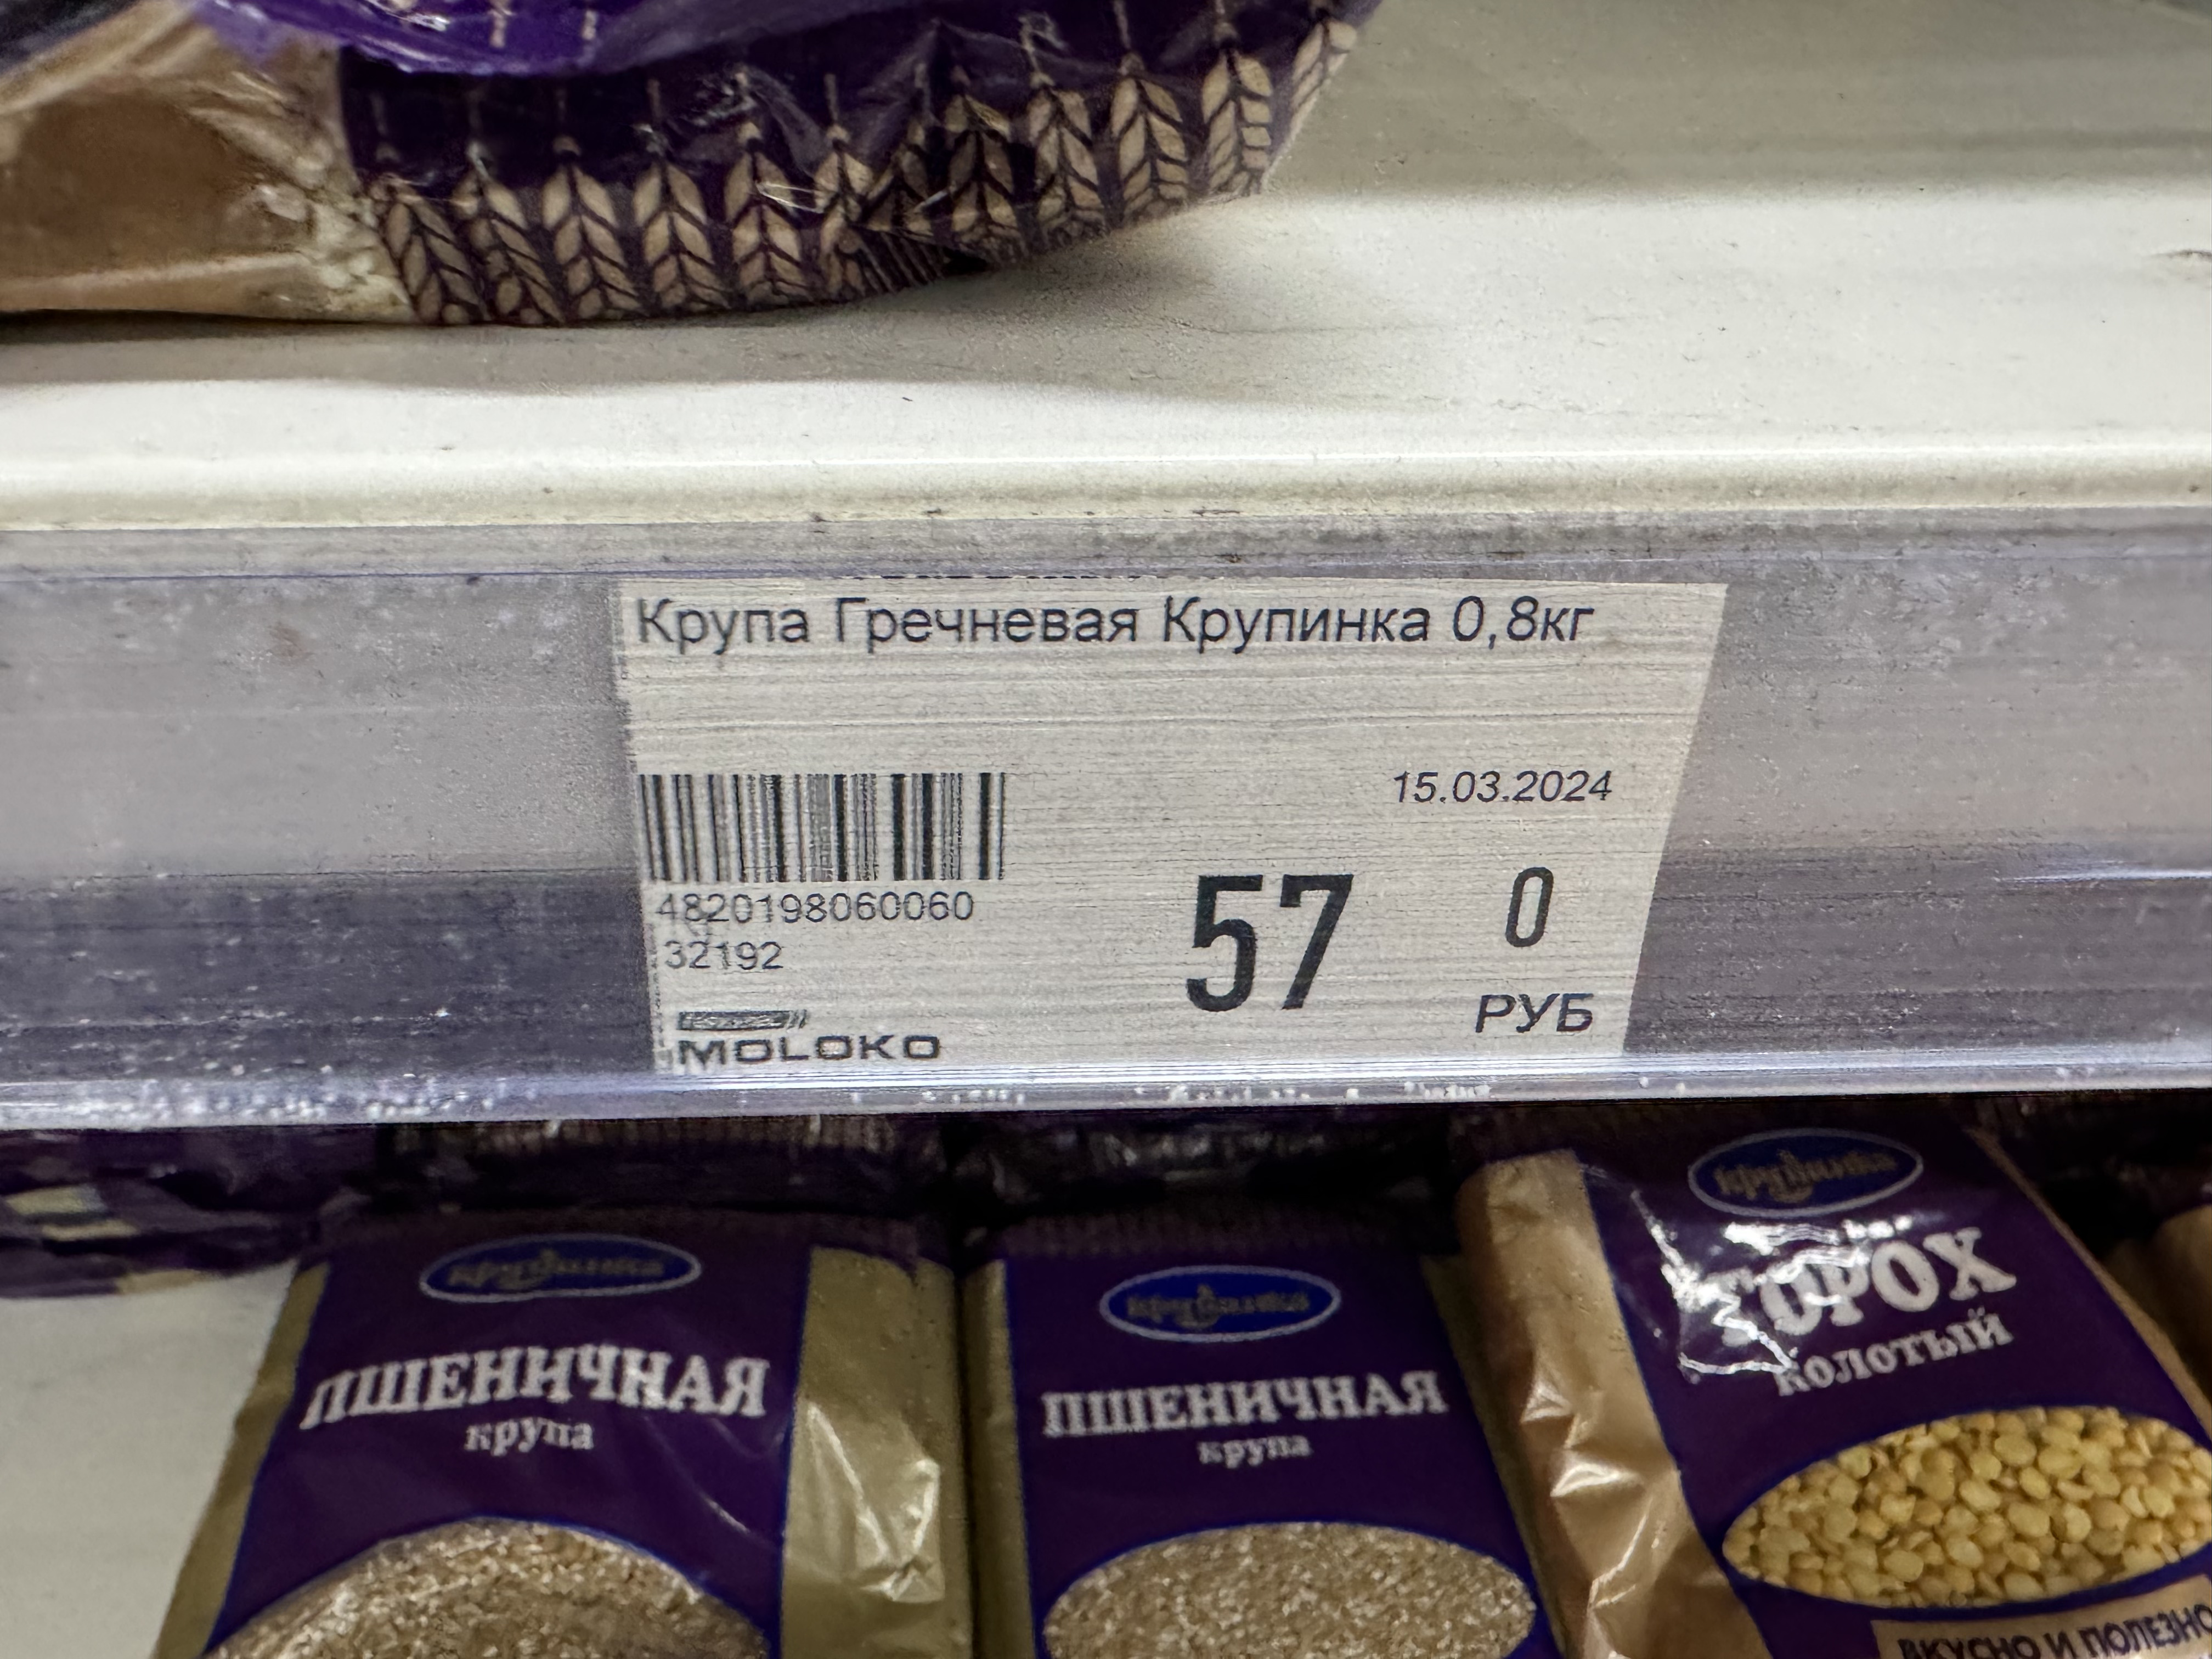 Крупа Гречневая Крупинка 0,8кг
15.03.2024
4820198060060
32192
57 0
РУБ
MOLOKO
Крупинка
ПШЕНИЧНАЯ
крупа
Крупинка
ПШЕНИЧНАЯ
крупа
Крупинка
ГОРОХ
колотый
ВКУСНО И ПОЛЕЗНО